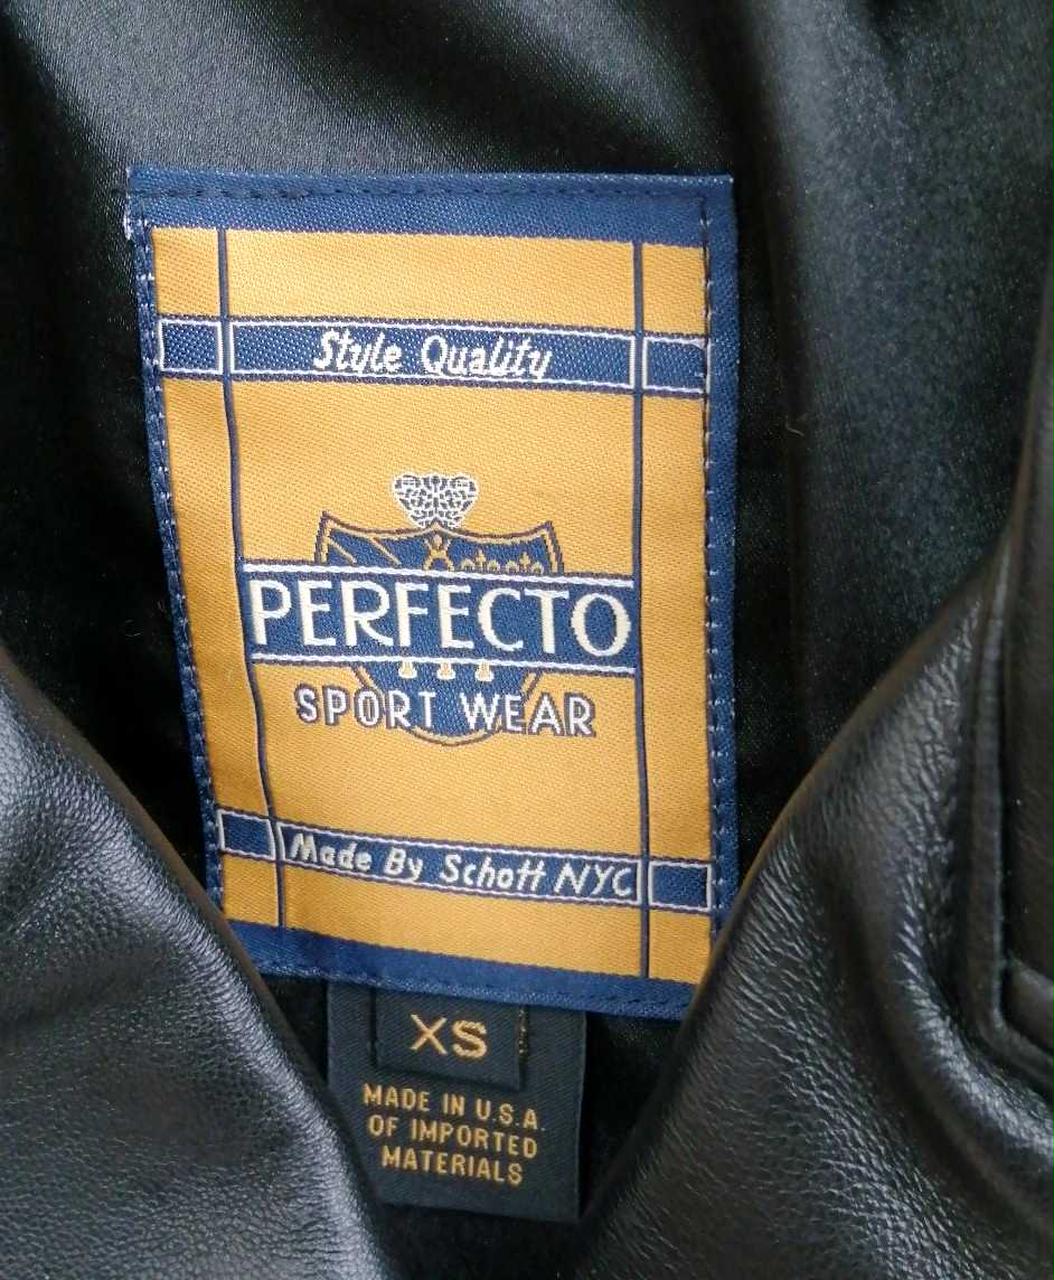 Style Quality
PERFECTO
SPORT WEAR
Made By Schott NYC
XS
MADE IN U.S.A.
OF IMPORTED
MATERIALS